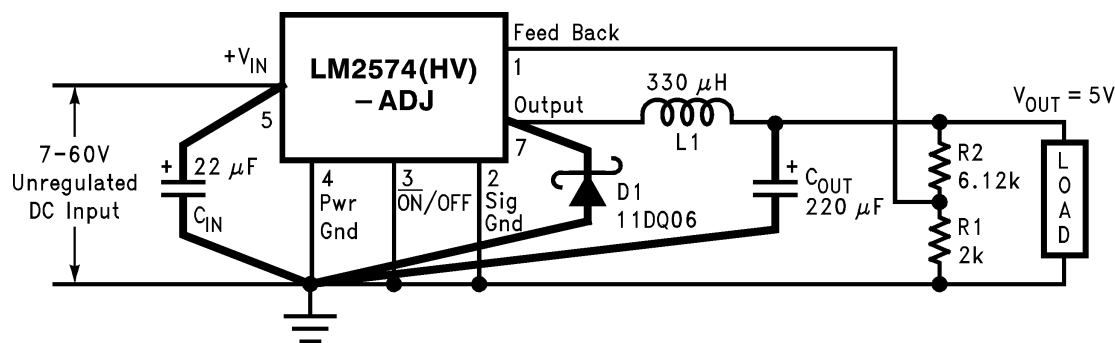 Feed Back
+VIN
LM2574(HV)
–ADJ
1
330 μH
VOUT = 5V
Output
5
7
L1
7–60V
Unregulated
DC Input
+
22 μF
CIN
4
Pwr
Gnd
3
ON/OFF
2
Sig
Gnd
D1
11DQ06
+
COUT
220 μF
R2
6.12k
R1
2k
LOAD